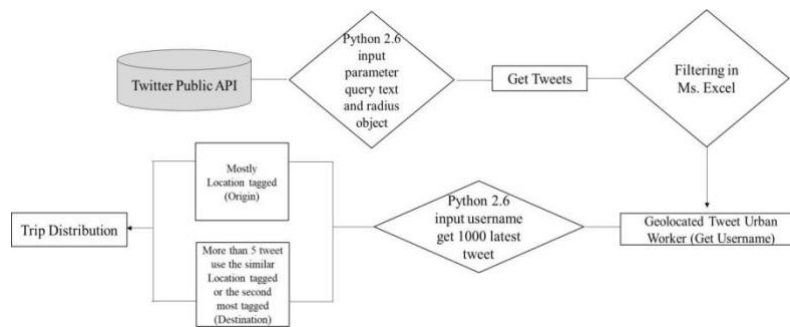 Twitter Public API
Python 2.6
input
parameter
query text
and radius
object
Get Tweets
Filtering in
Ms. Excel
Geolocated Tweet Urban
Worker (Get Username)
Python 2.6
input username
get 1000 latest
tweet
Mostly
Location tagged
(Origin)
More than 5 tweet
use the similar
Location tagged
or the second
most tagged
(Destination)
Trip Distribution